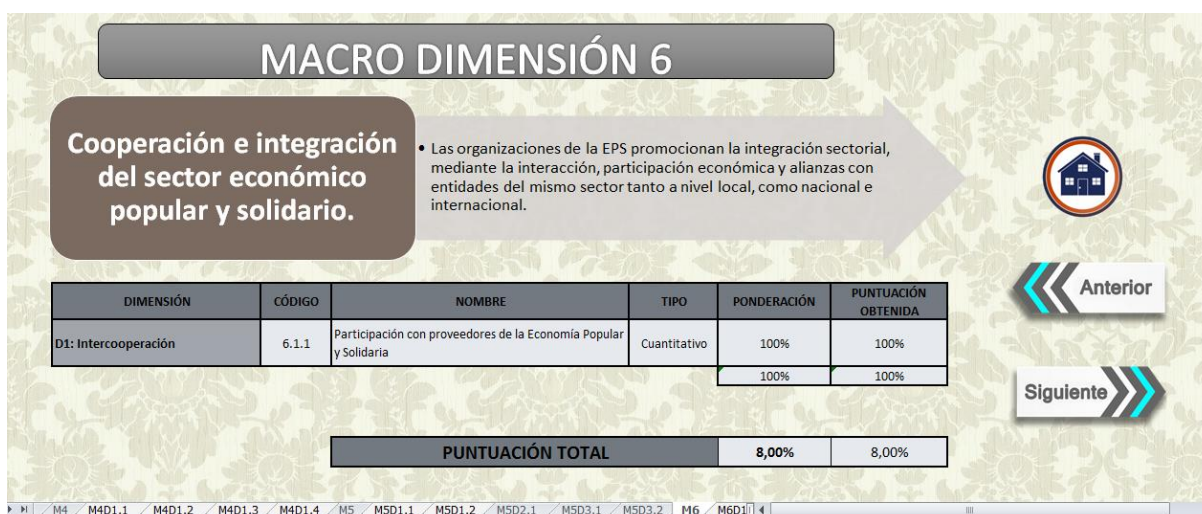 MACRO DIMENSIÓN 6
Cooperación e integración
del sector económico
popular y solidario.
• Las organizaciones de la EPS promocionan la integración sectorial,
mediante la interacción, participación económica y alianzas con
entidades del mismo sector tanto a nivel local, como nacional e
internacional.
Anterior
Siguiente
DIMENSIÓN CÓDIGO NOMBRE TIPO PONDERACIÓN PUNTUACIÓN
OBTENIDA
D1: Intercooperación 6.1.1 Participación con proveedores de la Economía Popular
y Solidaria Cuantitativo 100% 100%
100% 100%
PUNTUACIÓN TOTAL 8,00% 8,00%
M4 M4D1.1 M4D1.2 M4D1.3 M4D1.4 M5 M5D1.1 M5D1.2 M5D2.1 M5D3.1 M5D3.2 M6 M6D1